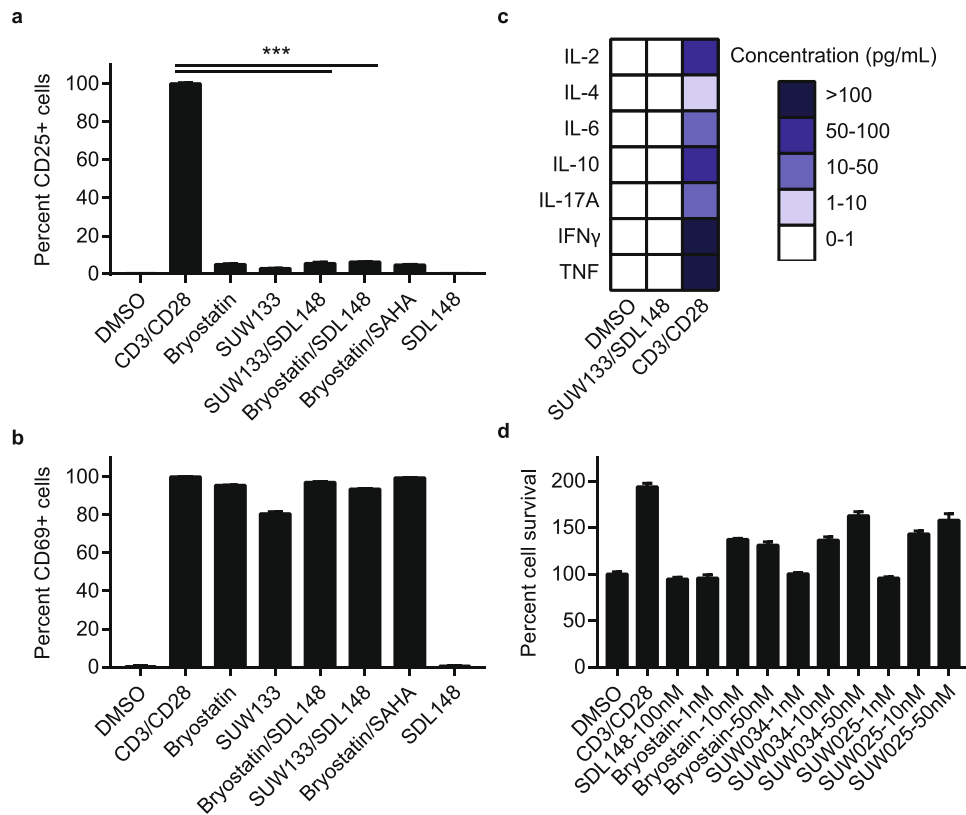 a
***
Percent CD25+ cells
100
80
60
40
20
0
DMSO
CD3/CD28
Bryostatin
SUW133
SUW133/SDL148
Bryostatin/SDL148
Bryostatin/SAHA
SDL148
c
IL-2
IL-4
IL-6
IL-10
IL-17A
IFNγ
TNF
DMSO
SUW133/SDL148
CD3/CD28
Concentration (pg/mL)
>100
50-100
10-50
1-10
0-1
b
Percent CD69+ cells
100
80
60
40
20
0
DMSO
CD3/CD28
Bryostatin
SUW133
Bryostatin/SDL148
SUW133/SDL148
Bryostatin/SAHA
SDL148
d
Percent cell survival
200
150
100
50
0
DMSO
CD3/CD28
SDL148-100nM
Bryostain-1nM
Bryostain-10nM
Bryostatin-50nM
SUW034-1nM
SUW034-10nM
SUW034-50nM
SUW025-1nM
SUW025-10nM
SUW025-50nM